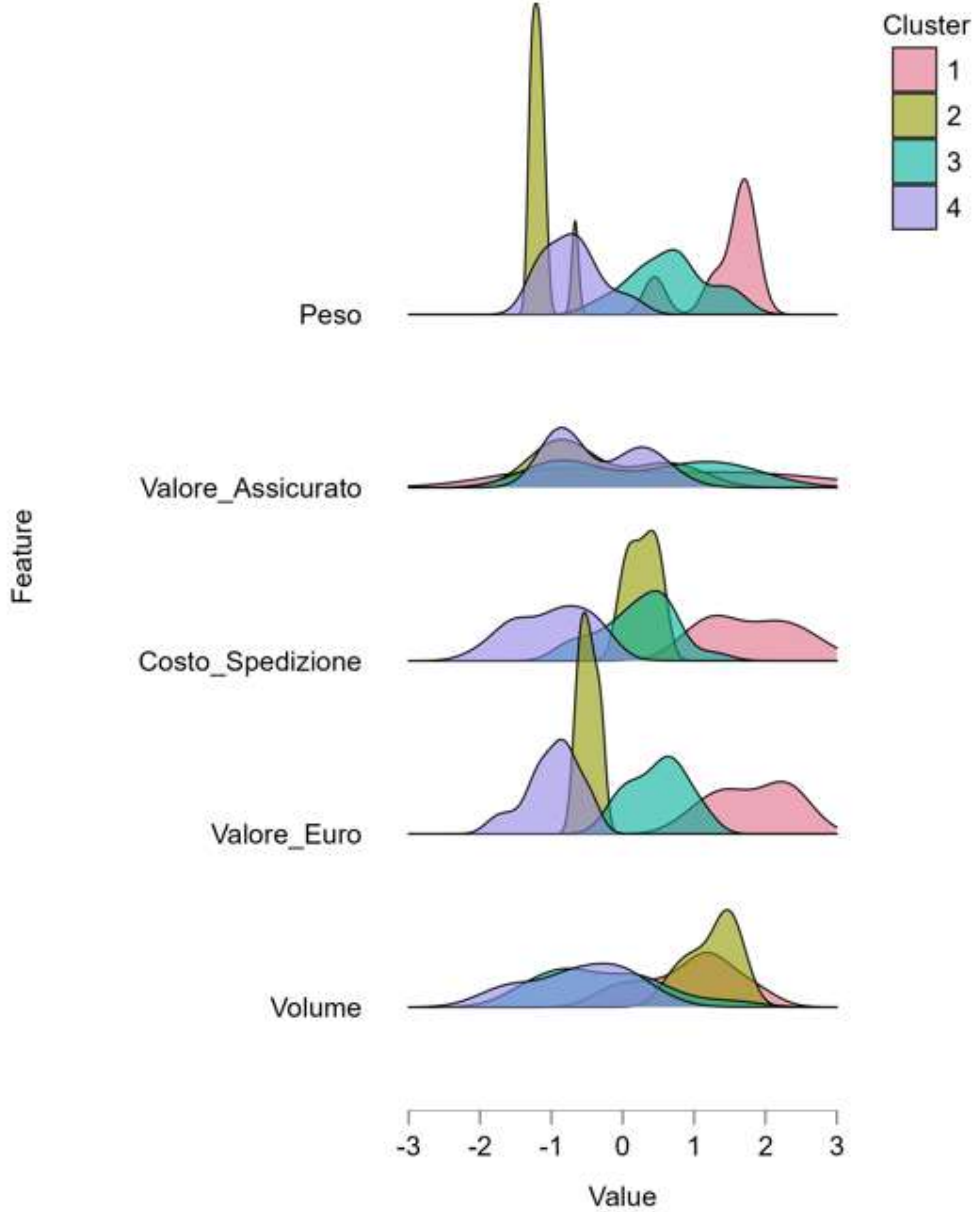 Cluster
1
2
3
4
Peso
Valore_Assicurato
Costo_Spedizione
Valore_Euro
Volume
Feature
-3 -2 -1 0 1 2 3
Value